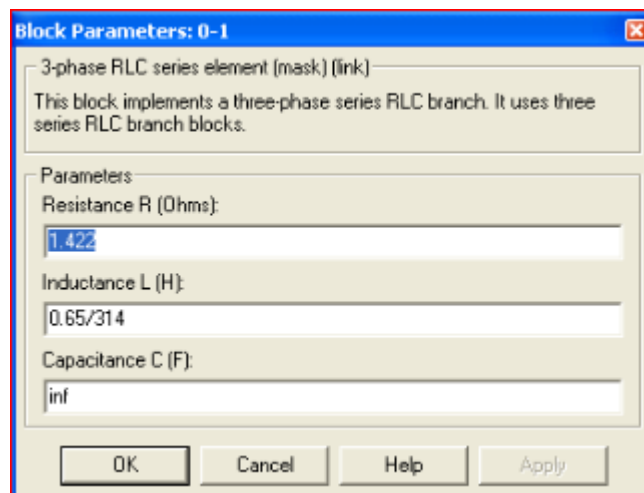 Block Parameters: 0-1
3-phase RLC series element (mask) (link)
This block implements a three-phase series RLC branch. It uses three
series RLC branch blocks.
Parameters
Resistance R (Ohms):
1.422
Inductance L (H):
0.65/314
Capacitance C (F):
inf
OK Cancel Help Apply